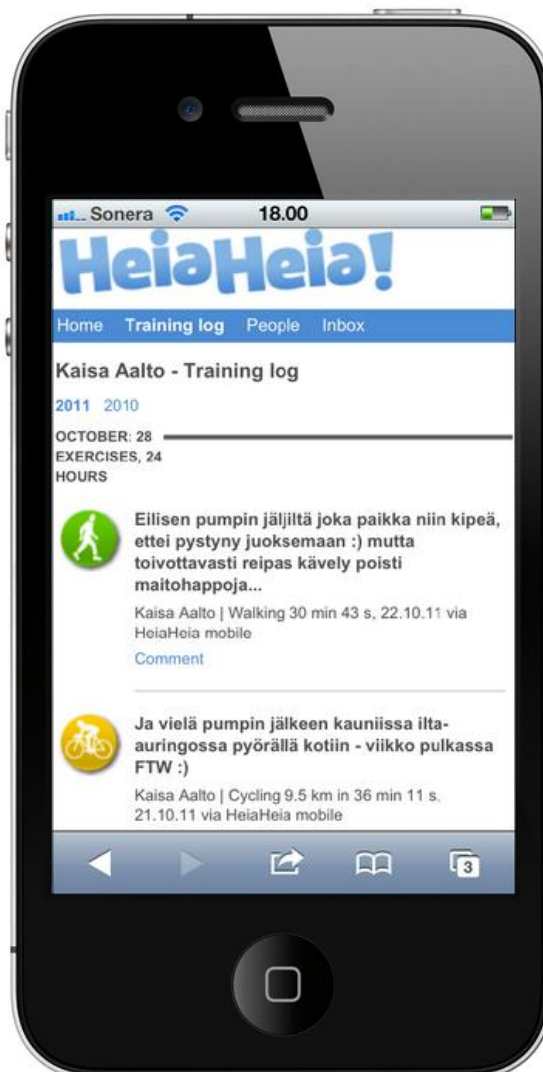 Sonera 18.00
HeiaHeia!
Home Training log People Inbox
Kaisa Aalto - Training log
2011 2010
OCTOBER: 28
EXERCISES, 24
HOURS
Eilisen pumpin jäljiltä joka paikka niin kipeä,
ettei pystyny juoksemaan :) mutta
toivottavasti reipas kävely poisti
maitohappoja...
Kaisa Aalto | Walking 30 min 43 s, 22.10.11 via
HeiaHeia mobile
Comment
Ja vielä pumpin jälkeen kauniissa ilta-
auringossa pyörällä kotiin - viikko pulkassa
FTW :)
Kaisa Aalto | Cycling 9.5 km in 36 min 11 s,
21.10.11 via HeiaHeia mobile
3